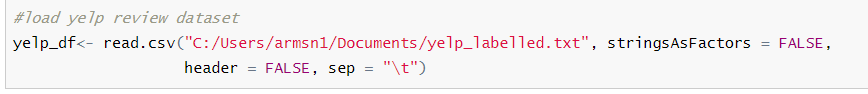 #load yelp review dataset
yelp_df<- read.csv("C:/Users/armsn1/Documents/yelp_labelled.txt", stringsAsFactors = FALSE,
header = FALSE, sep = "\t")